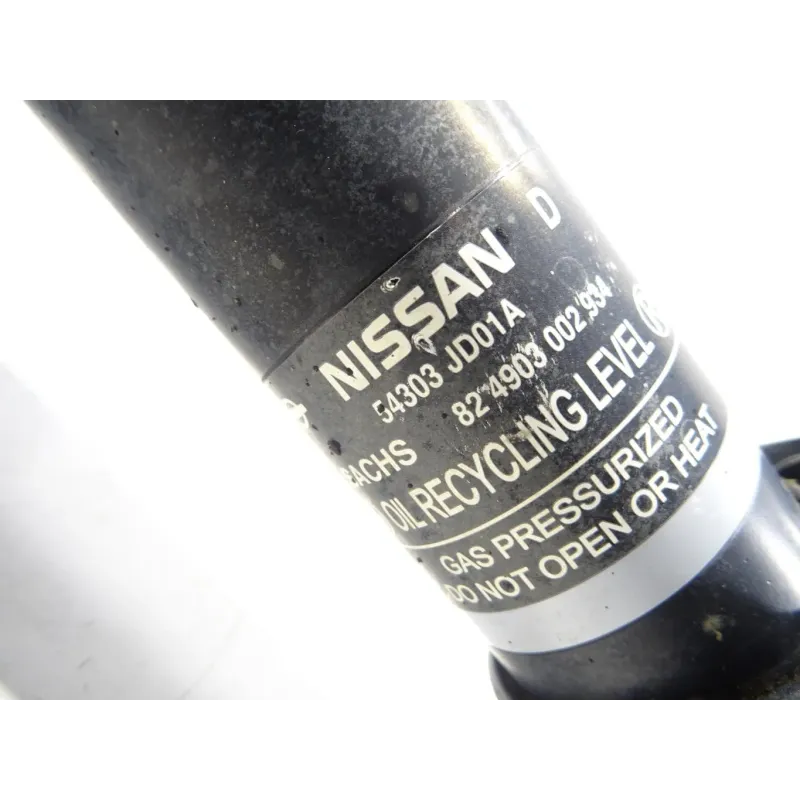 NISSAN D
54303 JD01A
SACHS 82 4903 002 934
OIL RECYCLING LEVEL
GAS PRESSURIZED
DO NOT OPEN OR HEAT